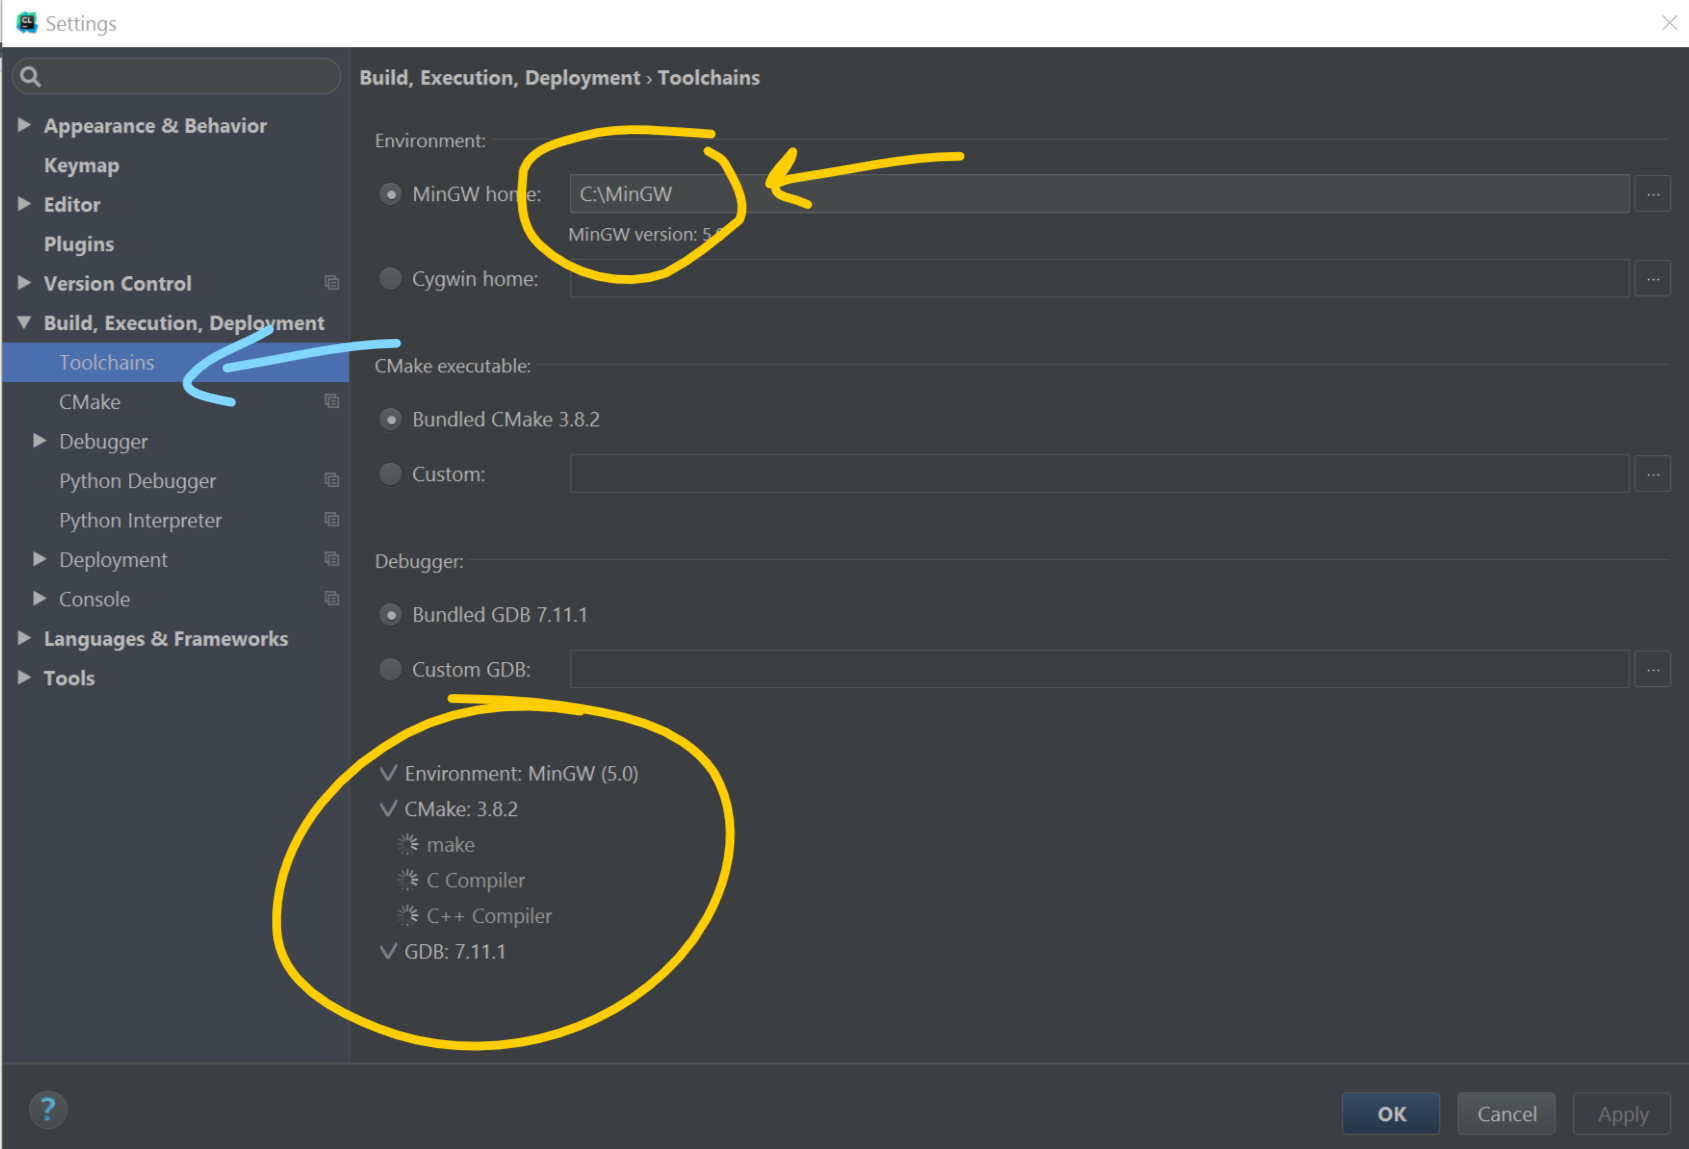 Settings
Build, Execution, Deployment › Toolchains
Appearance & Behavior
Keymap
Editor
Plugins
Version Control
Build, Execution, Deployment
Toolchains
CMake
Debugger
Python Debugger
Python Interpreter
Deployment
Console
Languages & Frameworks
Tools
Environment:
MinGW home: C:\MinGW ...
MinGW version:
Cygwin home: ...
CMake executable:
Bundled CMake 3.8.2
Custom: ...
Debugger:
Bundled GDB 7.11.1
Custom GDB: ...
Environment: MinGW (5.0)
CMake: 3.8.2
make
C Compiler
C++ Compiler
GDB: 7.11.1
?
OK Cancel Apply